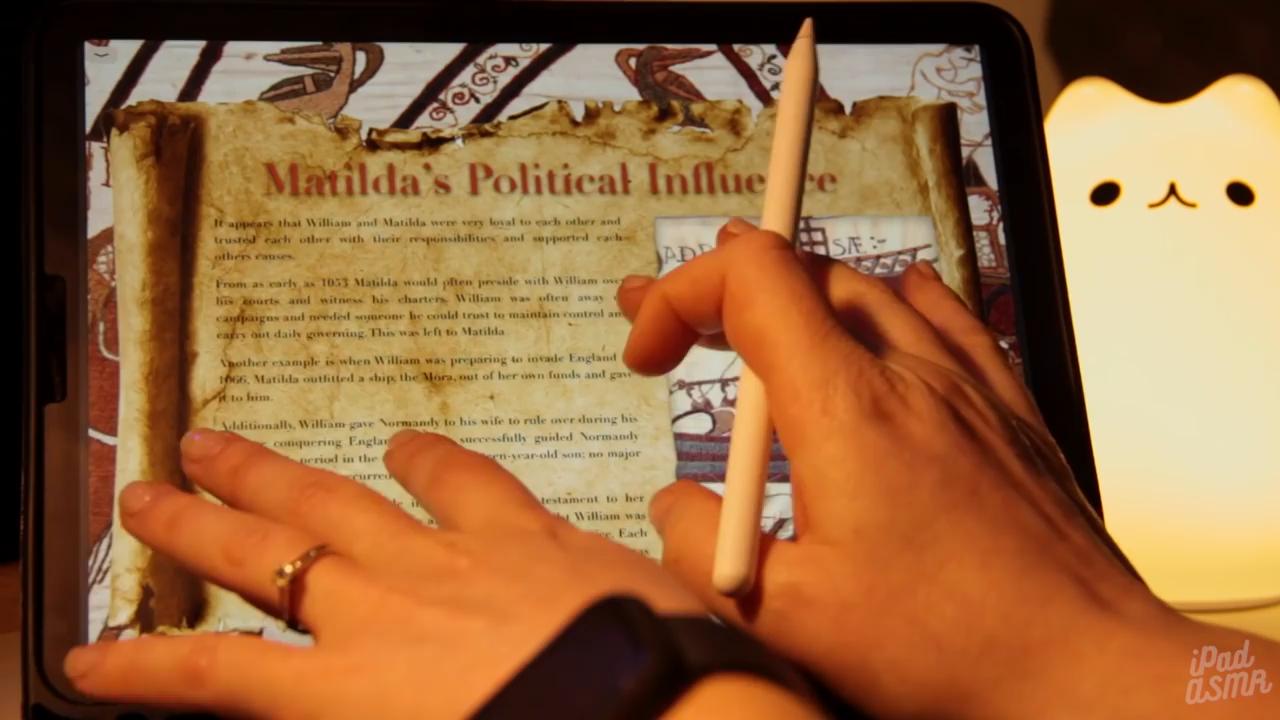 Matilda's Political Influe ce
It appears that William and Matilda were very loyal to each other and
trusted each other with their responsibilities and supported each
others causes.
From as early as 1053 Matilda would often preside with William over
his courts and witness his charters. William was often away
campaigns and needed someone he could trust to maintain control an
carry out daily governing. This was left to Matilda.
Another example is when William was preparing to invade England
1066, Matilda outfitted a ship, the Mora, out of her own funds and gave
it to him.
Additionally, William gave Normandy to his wife to rule over during his
conquering Englan successfully guided Normandy
period in the een-year-old son; no major
curred
testament to her
William was
Each
ADD SÆ:-
iPad
asmr